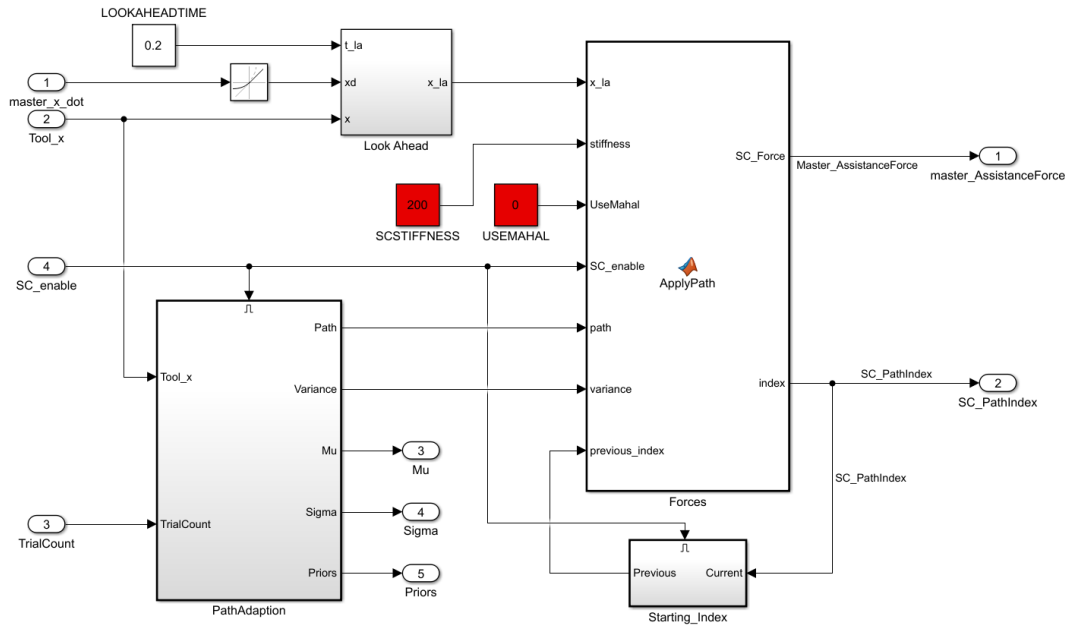 LOOKAHEADTIME
0.2
t_la
1
xd
x_la
x_la
master_x_dot
2
x
Tool_x
Look Ahead
stiffness
SC_Force
Master_AssistanceForce
1
master_AssistanceForce
200
0
UseMahal
SCSTIFFNESS
USEMAHAL
4
SC_enable
SC_enable
ApplyPath
Path
path
Tool_x
Variance
variance
index
SC_PathIndex
2
SC_PathIndex
Mu
3
Mu
previous_index
SC_PathIndex
Forces
Sigma
4
Sigma
3
TrialCount
TrialCount
Priors
5
Priors
Previous
Current
PathAdaption
Starting_Index